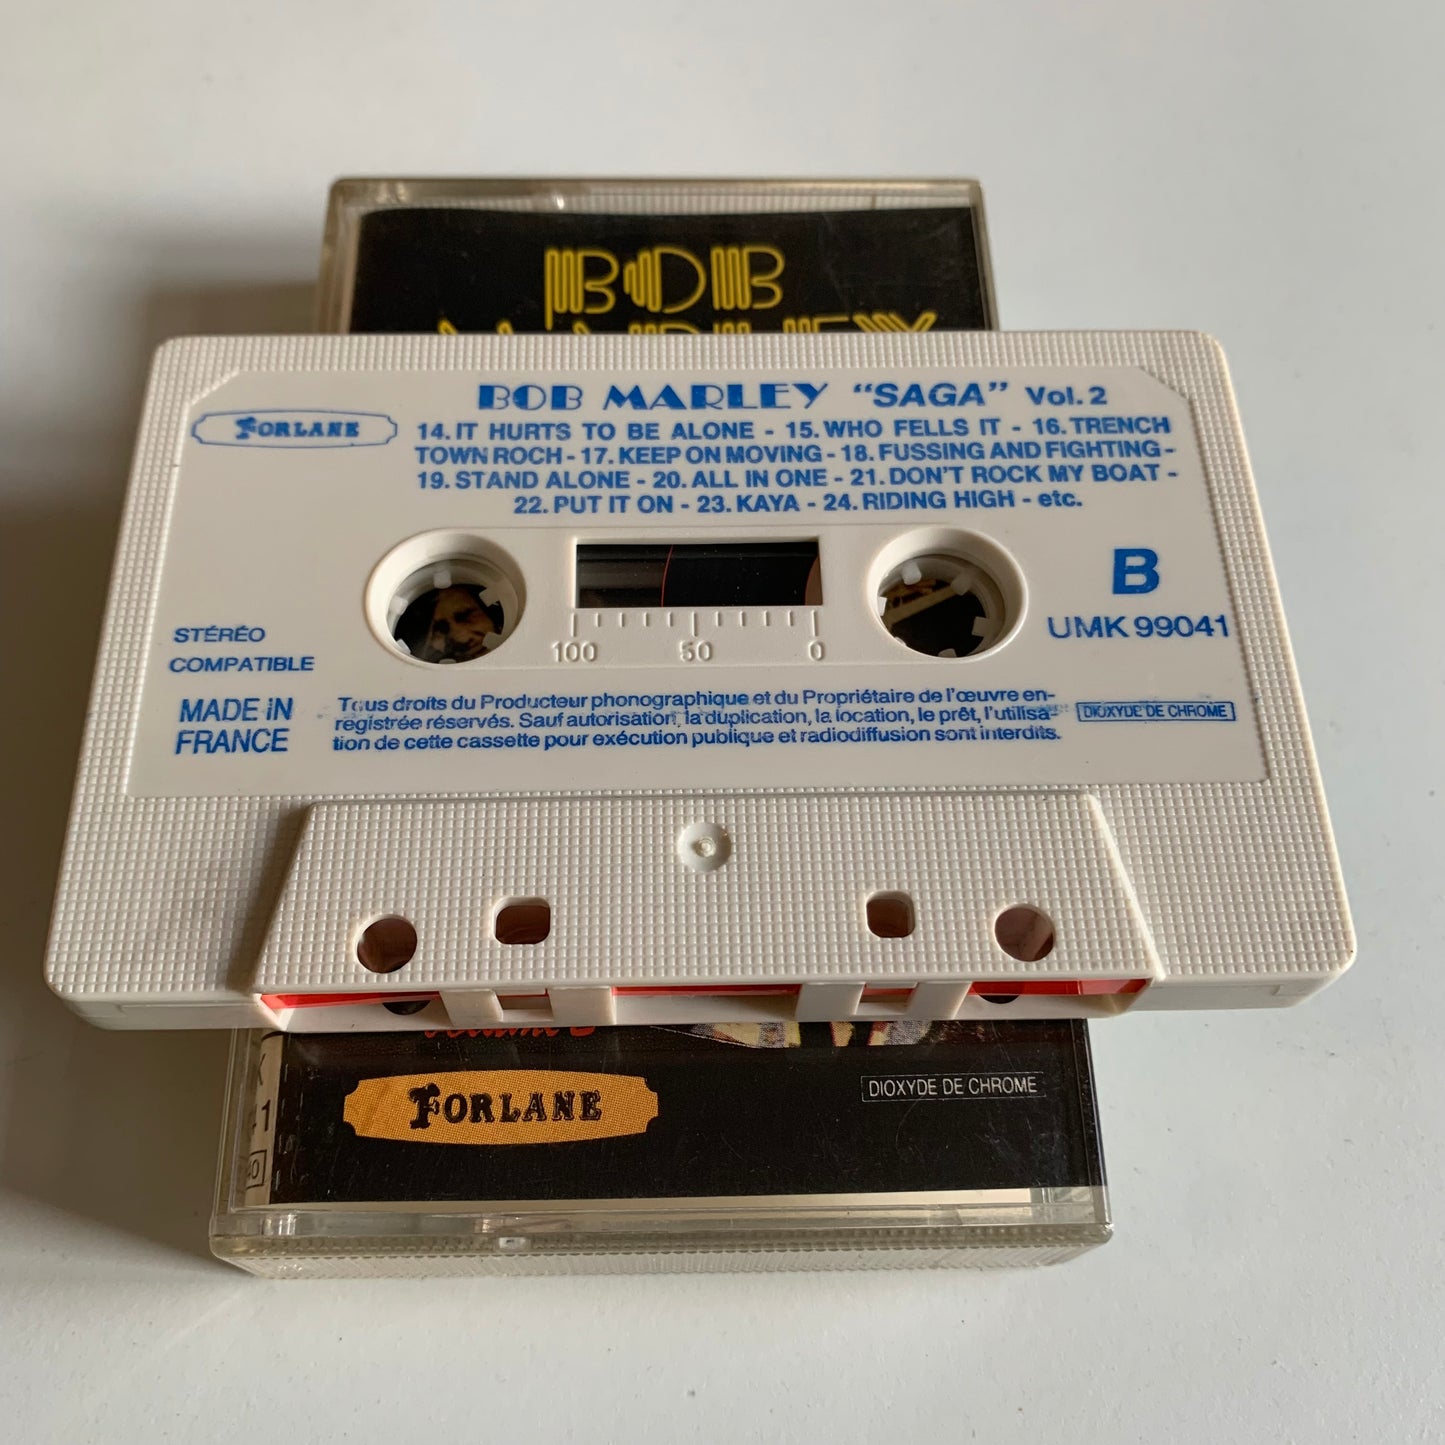 BOB
FORLANE
BOB MARLEY "SAGA" Vol. 2
14. IT HURTS TO BE ALONE - 15. WHO FELLS IT - 16. TRENCH
TOWN ROCH - 17. KEEP ON MOVING - 18. FUSSING AND FIGHTING -
19. STAND ALONE - 20. ALL IN ONE - 21. DON'T ROCK MY BOAT -
22. PUT IT ON - 23. KAYA - 24. RIDING HIGH - etc.
B
UMK 99041
100 50 0
STÉRÉO
COMPATIBLE
MADE IN
FRANCE
Tous droits du Producteur phonographique et du Propriétaire de l'œuvre en-
registrée réservés. Sauf autorisation, la duplication, la location, le prêt, l'utilisa-
tion de cette cassette pour exécution publique et radiodiffusion sont interdits.
DIOXYDE DE CHROME
FORLANE
DIOXYDE DE CHROME